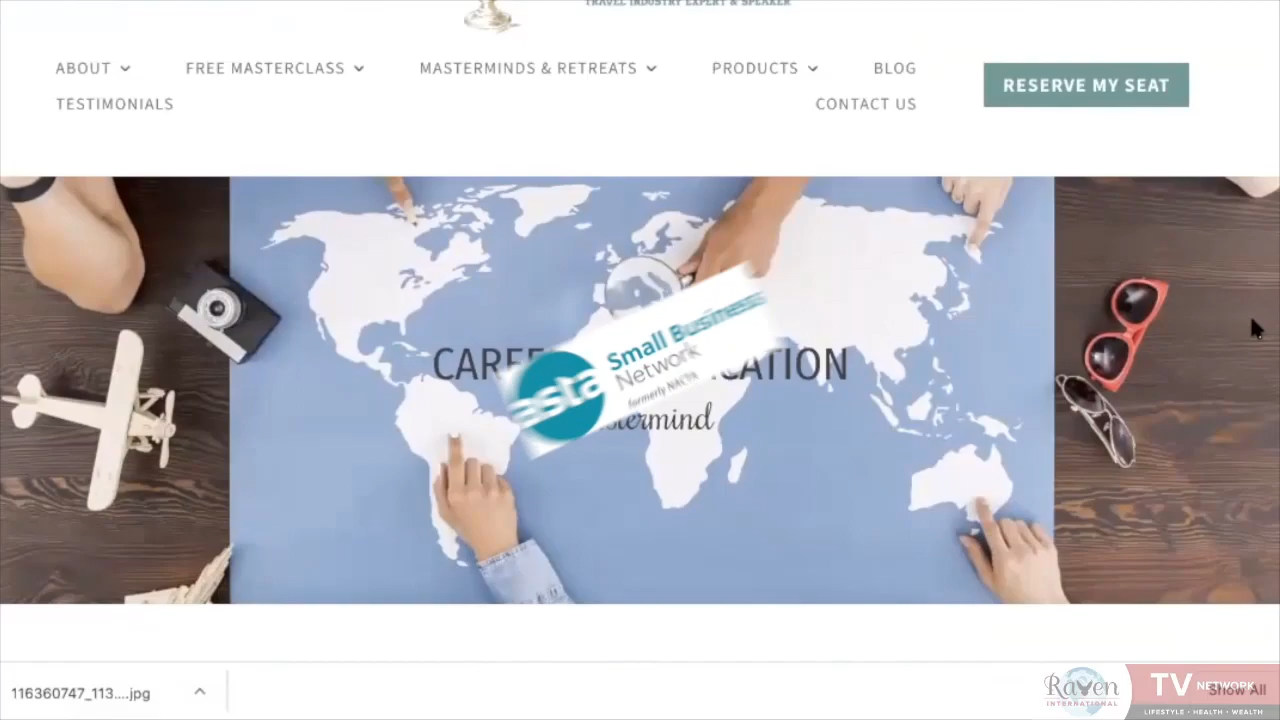 TRAVEL INDUSTRY EXPERT & SPEAKER
ABOUT
FREE MASTERCLASS
MASTERMINDS & RETREATS
PRODUCTS
BLOG
TESTIMONIALS
CONTACT US
RESERVE MY SEAT
asta
Small Business
Network
formerly NACTA
116360747_113....jpg
Raven
INTERNATIONAL
TV NETWORK
Show All
LIFESTYLE • HEALTH • WEALTH